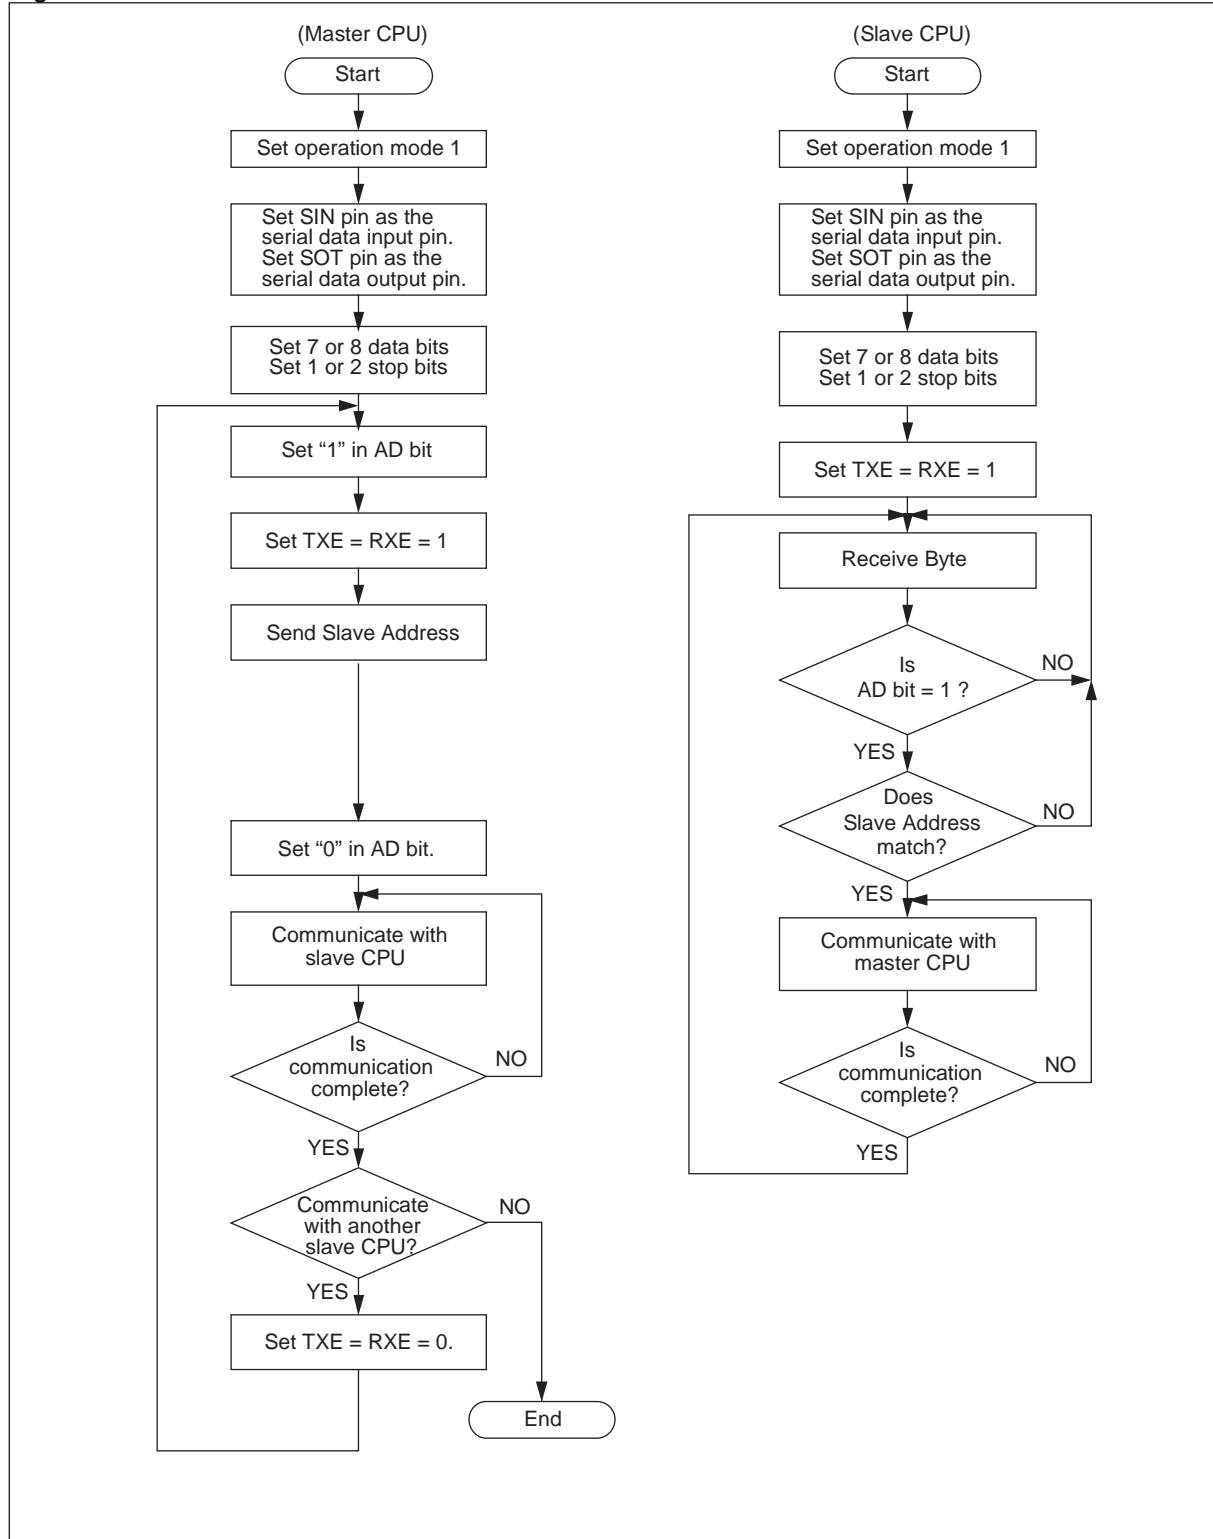 (Master CPU)
Start
Set operation mode 1
Set SIN pin as the
serial data input pin.
Set SOT pin as the
serial data output pin.
Set 7 or 8 data bits
Set 1 or 2 stop bits
Set “1” in AD bit
Set TXE = RXE = 1
Send Slave Address
Set “0” in AD bit.
Communicate with
slave CPU
Is
communication
complete?
NO
YES
Communicate
with another
slave CPU?
NO
YES
Set TXE = RXE = 0.
End
(Slave CPU)
Start
Set operation mode 1
Set SIN pin as the
serial data input pin.
Set SOT pin as the
serial data output pin.
Set 7 or 8 data bits
Set 1 or 2 stop bits
Set TXE = RXE = 1
Receive Byte
Is
AD bit = 1 ?
NO
YES
Does
Slave Address
match?
NO
YES
Communicate with
master CPU
Is
communication
complete?
NO
YES